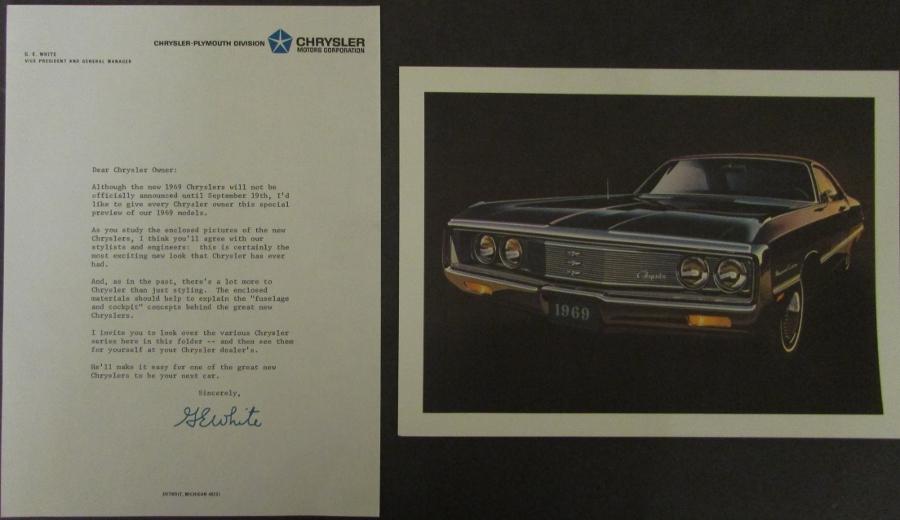 CHRYSLER-PLYMOUTH DIVISION CHRYSLER
MOTORS CORPORATION
G. E. WHITE
VICE PRESIDENT AND GENERAL MANAGER
Dear Chrysler Owner:
Although the new 1969 Chryslers will not be
officially announced until September 19th, I'd
like to give every Chrysler owner this special
preview of our 1969 models.
As you study the enclosed pictures of the new
Chryslers, I think you'll agree with our
stylists and engineers: this is certainly the
most exciting new look that Chrysler has ever
had.
And, as in the past, there's a lot more to
Chrysler than just styling. The enclosed
materials should help to explain the "fuselage
and cockpit" concepts behind the great new
Chryslers.
I invite you to look over the various Chrysler
series here in this folder -- and then see them
for yourself at your Chrysler dealer's.
He'll make it easy for one of the great new
Chryslers to be your next car.
Sincerely,
G E White
DETROIT, MICHIGAN 48231
Chrysler
1969